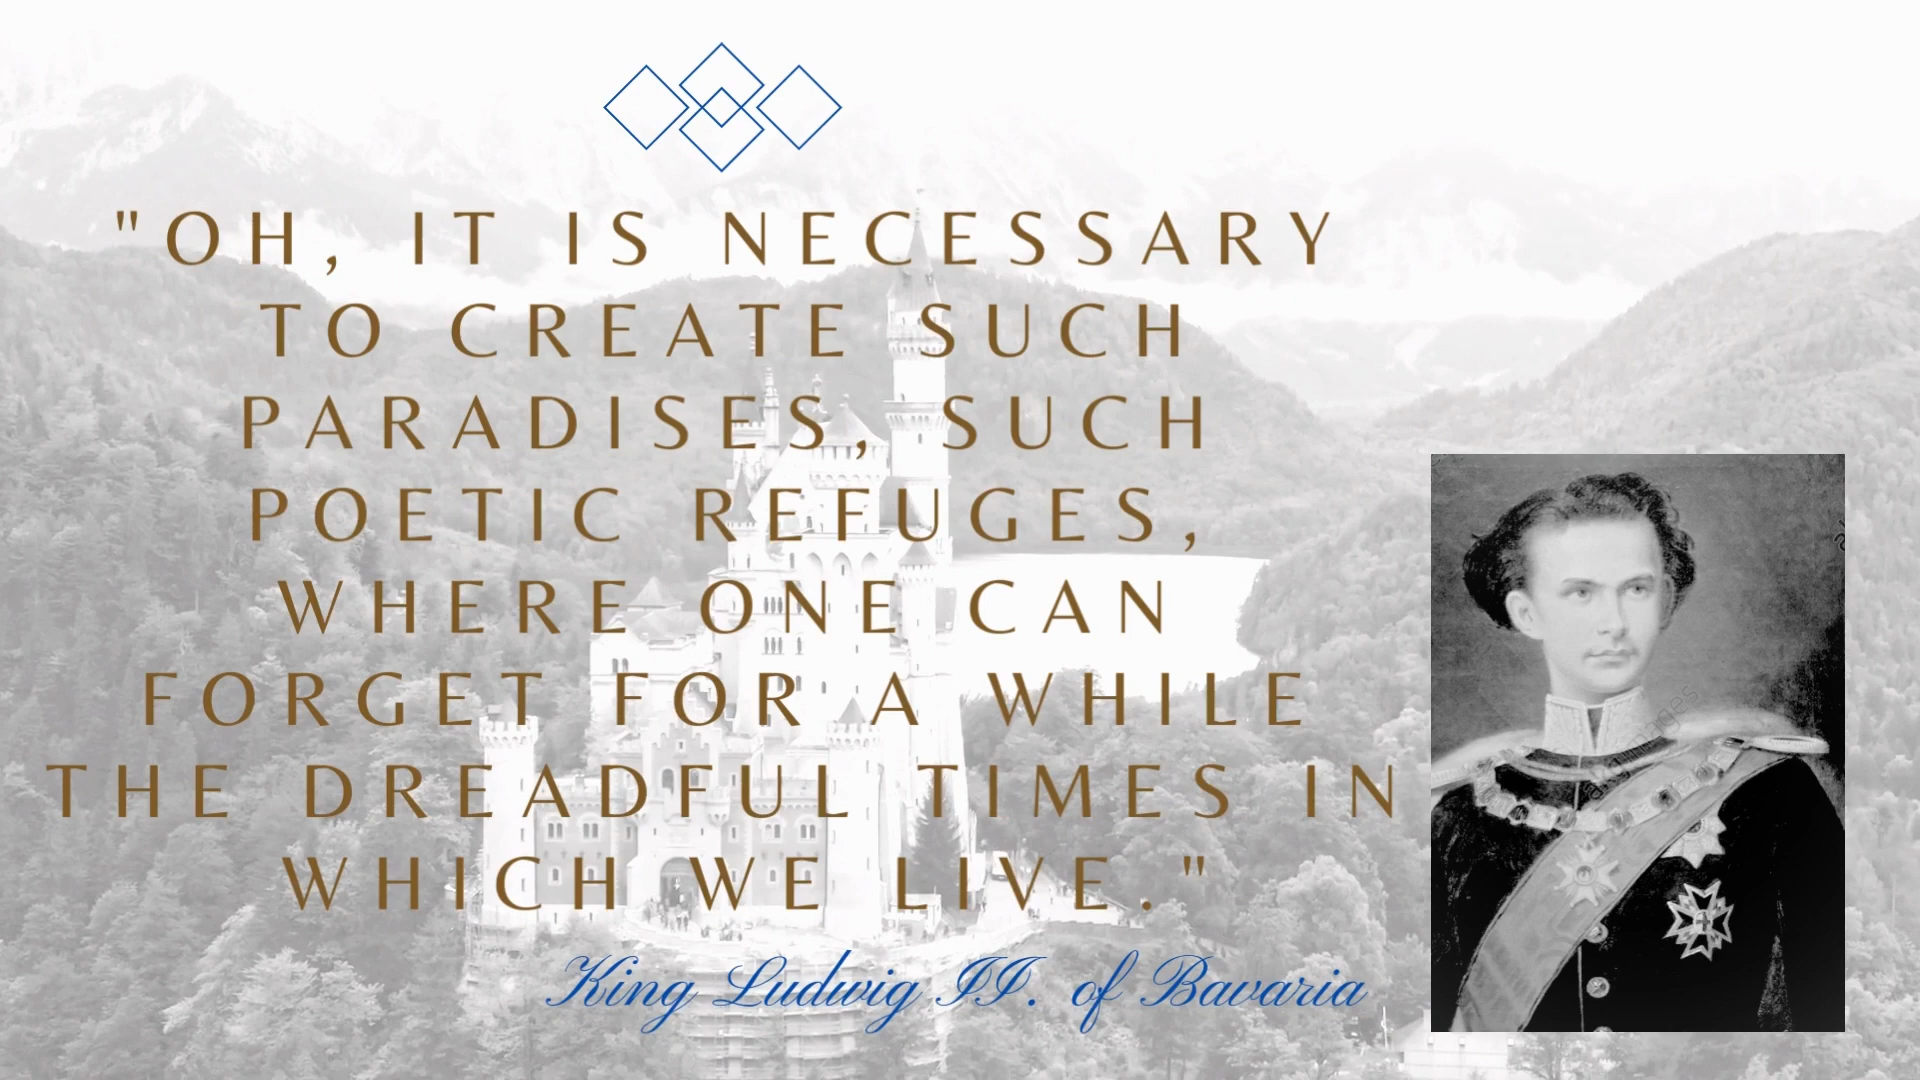 "OH, IT IS NECESSARY
TO CREATE SUCH
PARADISES, SUCH
POETIC REFUGES,
WHERE ONE CAN
FORGET FOR A WHILE
THE DREADFUL TIMES IN
WHICH WE LIVE."
King Ludwig II. of Bavaria